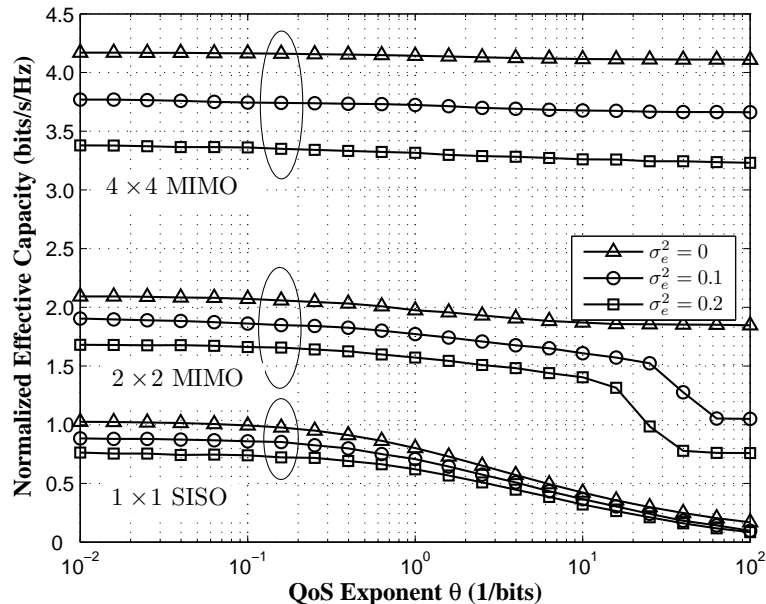 Normalized Effective Capacity (bits/s/Hz)
4.5
4.0
3.5
3.0
2.5
2.0
1.5
1.0
0.5
0
4 × 4 MIMO
2 × 2 MIMO
1 × 1 SISO
σ_e^2 = 0
σ_e^2 = 0.1
σ_e^2 = 0.2
10^-2
10^-1
10^0
10^1
10^2
QoS Exponent θ (1/bits)